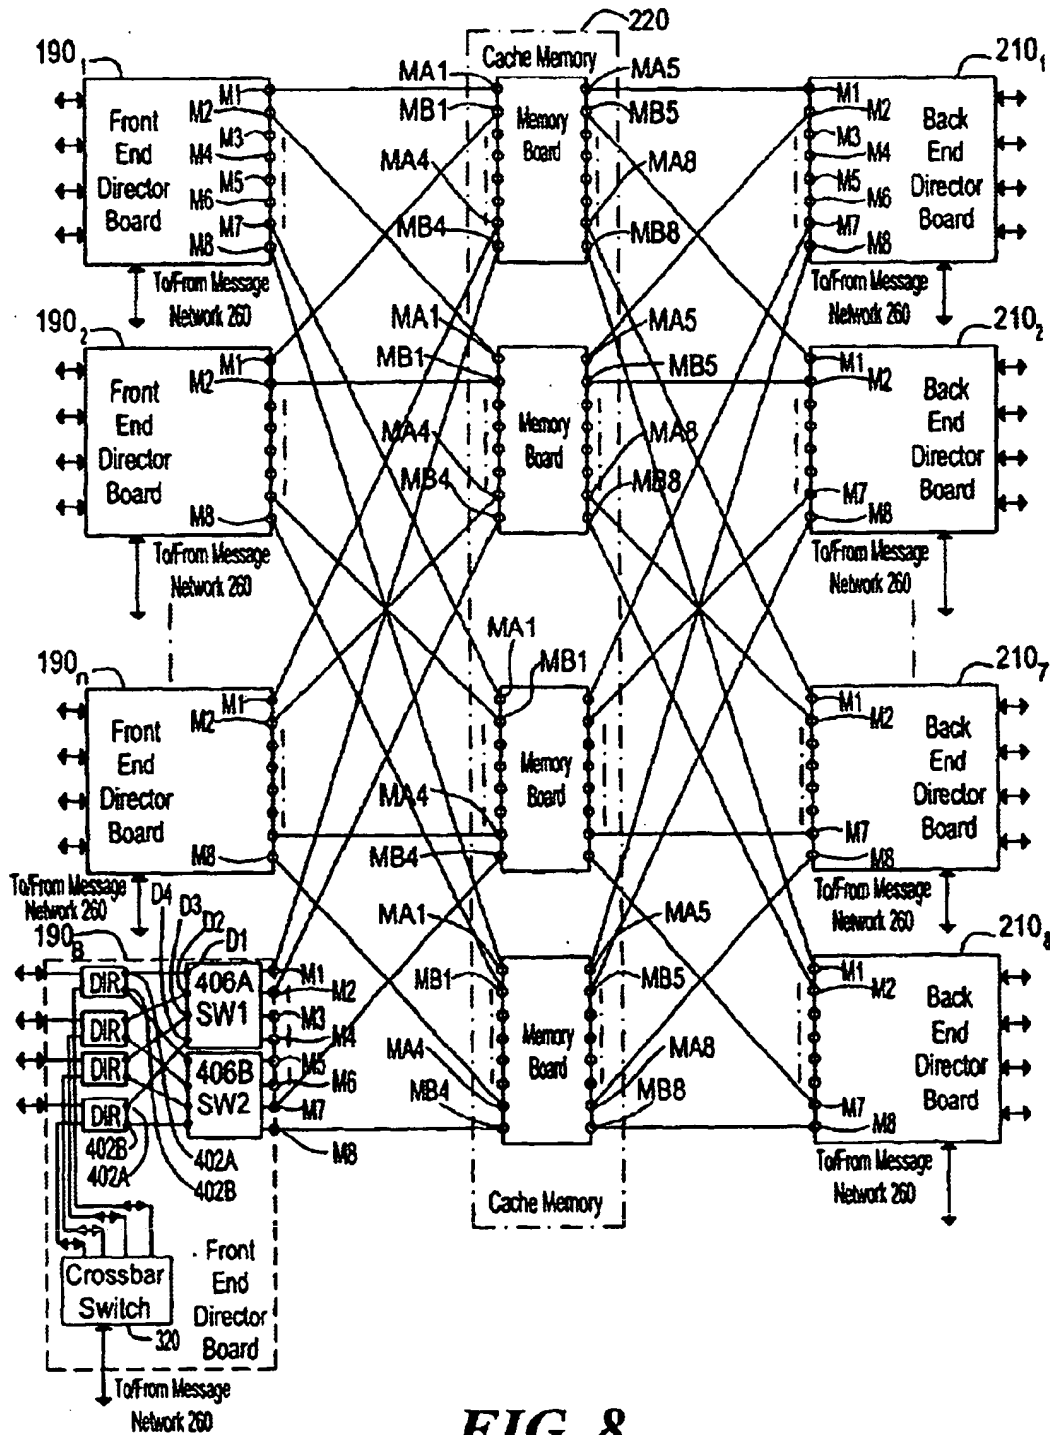 220
190₁
Cache Memory
210₁
MA1
MA5
M1
M2
M3
M4
M5
M6
M7
M8
Front
End
Director
Board
MB1
Memory
Board
MB5
MA4
MA8
MB4
MB8
M1
M2
M3
M4
M5
M6
M7
M8
Back
End
Director
Board
To/From Message
Network 260
To/From Message
Network 260
190₂
210₂
MA1
MA5
M1
M2
M8
Front
End
Director
Board
MB1
Memory
Board
MB5
MA4
MA8
MB4
MB8
M1
M2
M7
M8
Back
End
Director
Board
To/From Message
Network 260
To/From Message
Network 260
190n
210₇
MA1
MB1
M1
M2
M8
Front
End
Director
Board
Memory
Board
MA4
MB4
M1
M2
M7
M8
Back
End
Director
Board
To/From Message
Network 260
To/From Message
Network 260
D4
D3
D2
D1
190
8
210₈
MA1
MA5
DIR
DIR
DIR
DIR
406A
SW1
406B
SW2
M1
M2
M3
M4
M5
M6
M7
M8
MB1
Memory
Board
MB5
MA4
MA8
MB4
MB8
M1
M2
M7
M8
Back
End
Director
Board
402B
402A
402A
402B
To/From Message
Network 260
Cache Memory
Crossbar
Switch
320
Front
End
Director
Board
To/From Message
Network 260
FIG. 8